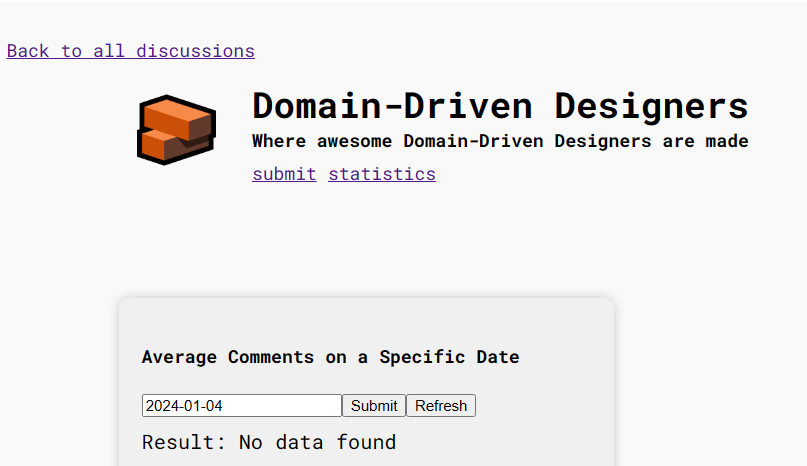 Back to all discussions
Domain-Driven Designers
Where awesome Domain-Driven Designers are made
submit statistics
Average Comments on a Specific Date
2024-01-04 Submit Refresh
Result: No data found